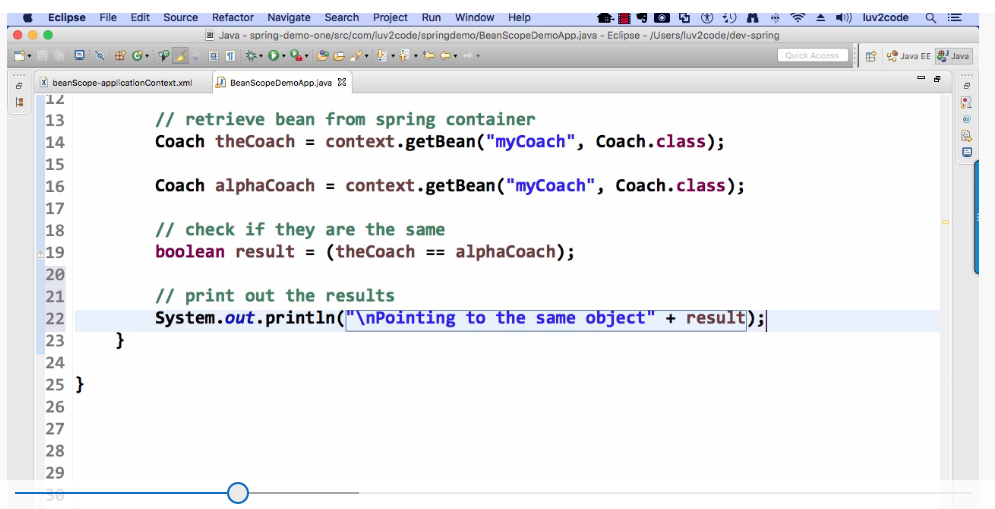 Eclipse File Edit Source Refactor Navigate Search Project Run Window Help luv2code
Java - spring-demo-one/src/com/luv2code/springdemo/BeanScopeDemoApp.java - Eclipse - /Users/luv2code/dev-spring
Quick Access Java EE Java
beanScope-applicationContext.xml BeanScopeDemoApp.java
12
13 // retrieve bean from spring container
14 Coach theCoach = context.getBean("myCoach", Coach.class);
15
16 Coach alphaCoach = context.getBean("myCoach", Coach.class);
17
18 // check if they are the same
19 boolean result = (theCoach == alphaCoach);
20
21 // print out the results
22 System.out.println("\nPointing to the same object" + result);
23 }
24
25 }
26
27
28
29
30